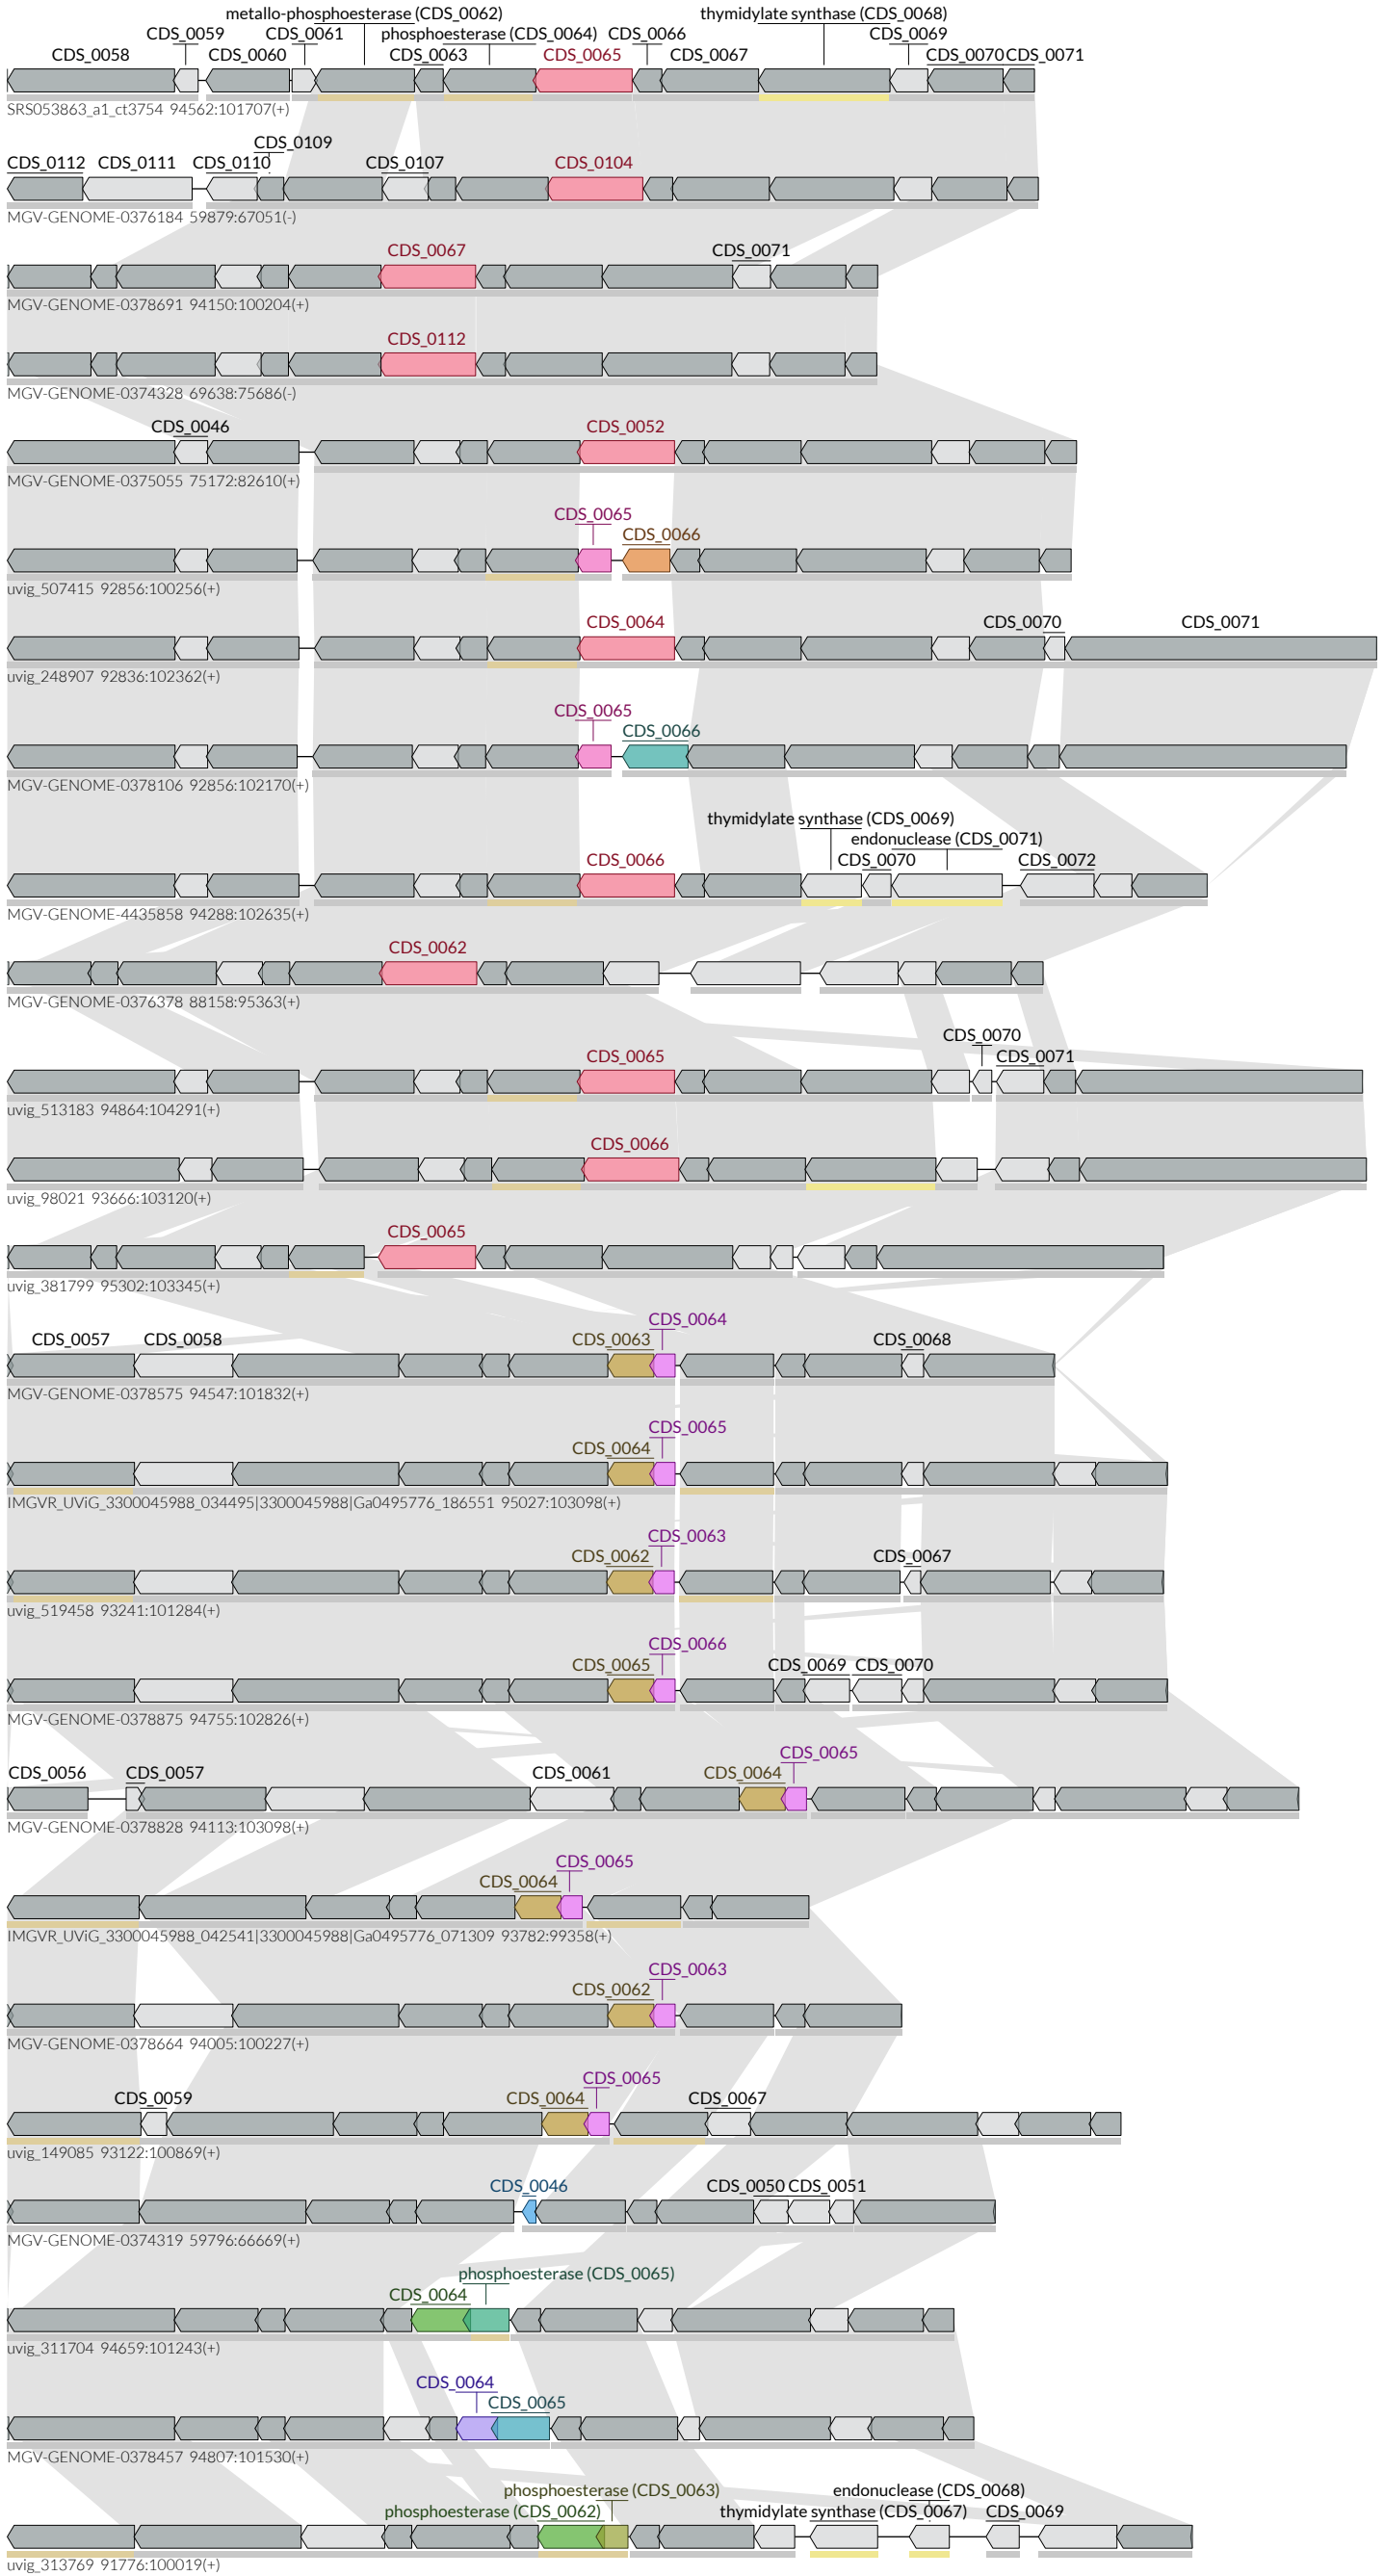 metallo-phosphoesterase (CDS_0062) thymidylate synthase (CDS_0068)
CDS_0059 CDS_0061 phosphoesterase (CDS_0064) CDS_0066 CDS_0069
CDS_0058 CDS_0060 CDS_0063 CDS_0065 CDS_0067 CDS_0070 CDS_0071
SRS053863_a1_ct3754 94562:101707(+)
CDS_0109
CDS_0112 CDS_0111 CDS_0110 CDS_0107 CDS_0104
MGV-GENOME-0376184 59879:67051(-)
CDS_0067 CDS_0071
MGV-GENOME-0378691 94150:100204(+)
CDS_0112
MGV-GENOME-0374328 69638:75686(-)
CDS_0046 CDS_0052
MGV-GENOME-0375055 75172:82610(+)
CDS_0065
CDS_0066
uvig_507415 92856:100256(+)
CDS_0064 CDS_0070 CDS_0071
uvig_248907 92836:102362(+)
CDS_0065
CDS_0066
MGV-GENOME-0378106 92856:102170(+)
thymidylate synthase (CDS_0069)
endonuclease (CDS_0071)
CDS_0066 CDS_0070 CDS_0072
MGV-GENOME-4435858 94288:102635(+)
CDS_0062
MGV-GENOME-0376378 88158:95363(+)
CDS_0070
CDS_0065 CDS_0071
uvig_513183 94864:104291(+)
CDS_0066
uvig_98021 93666:103120(+)
CDS_0065
uvig_381799 95302:103345(+)
CDS_0064
CDS_0057 CDS_0058 CDS_0063 CDS_0068
MGV-GENOME-0378575 94547:101832(+)
CDS_0065
CDS_0064
IMGVR_UViG_3300045988_034495|3300045988|Ga0495776_186551 95027:103098(+)
CDS_0063
CDS_0062 CDS_0067
uvig_519458 93241:101284(+)
CDS_0066
CDS_0065 CDS_0069 CDS_0070
MGV-GENOME-0378875 94755:102826(+)
CDS_0065
CDS_0056 CDS_0057 CDS_0061 CDS_0064
MGV-GENOME-0378828 94113:103098(+)
CDS_0065
CDS_0064
IMGVR_UViG_3300045988_042541|3300045988|Ga0495776_071309 93782:99358(+)
CDS_0063
CDS_0062
MGV-GENOME-0378664 94005:100227(+)
CDS_0065
CDS_0059 CDS_0064 CDS_0067
uvig_149085 93122:100869(+)
CDS_0046 CDS_0050 CDS_0051
MGV-GENOME-0374319 59796:66669(+)
phosphoesterase (CDS_0065)
CDS_0064
uvig_311704 94659:101243(+)
CDS_0064
CDS_0065
MGV-GENOME-0378457 94807:101530(+)
phosphoesterase (CDS_0063) endonuclease (CDS_0068)
phosphoesterase (CDS_0062) thymidylate synthase (CDS_0067) CDS_0069
uvig_313769 91776:100019(+)